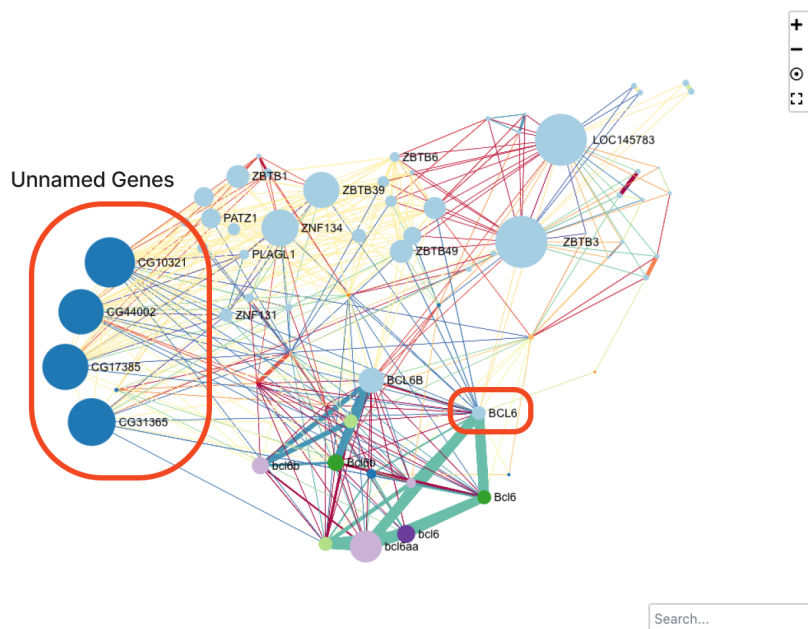 +
−
LOC145783
ZBTB6
Unnamed Genes
ZBTB1
ZBTB39
PATZ1
ZNF134
ZBTB3
PLAGL1
ZBTB49
CG10321
CG44002
ZNF131
CG17385
BCL6B
CG31365
BCL6
bcl6b
Bcl6b
Bcl6
bcl6
bcl6aa
Search...